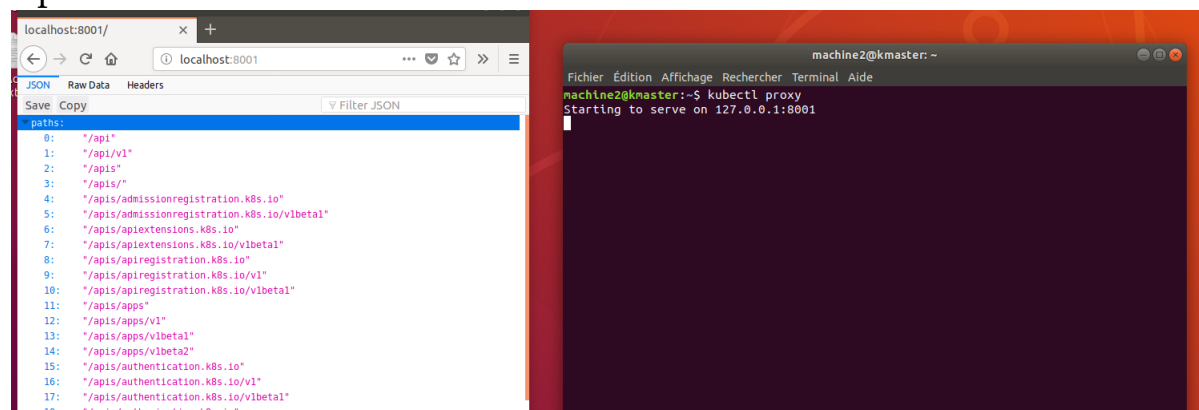 localhost:8001/
localhost:8001
JSON Raw Data Headers
Save Copy Filter JSON
paths:
0: "/api"
1: "/api/v1"
2: "/apis"
3: "/apis/"
4: "/apis/admissionregistration.k8s.io"
5: "/apis/admissionregistration.k8s.io/v1beta1"
6: "/apis/apiextensions.k8s.io"
7: "/apis/apiextensions.k8s.io/v1beta1"
8: "/apis/apiregistration.k8s.io"
9: "/apis/apiregistration.k8s.io/v1"
10: "/apis/apiregistration.k8s.io/v1beta1"
11: "/apis/apps"
12: "/apis/apps/v1"
13: "/apis/apps/v1beta1"
14: "/apis/apps/v1beta2"
15: "/apis/authentication.k8s.io"
16: "/apis/authentication.k8s.io/v1"
17: "/apis/authentication.k8s.io/v1beta1"
machine2@kmaster: ~
Fichier Édition Affichage Rechercher Terminal Aide
machine2@kmaster:~$ kubectl proxy
Starting to serve on 127.0.0.1:8001